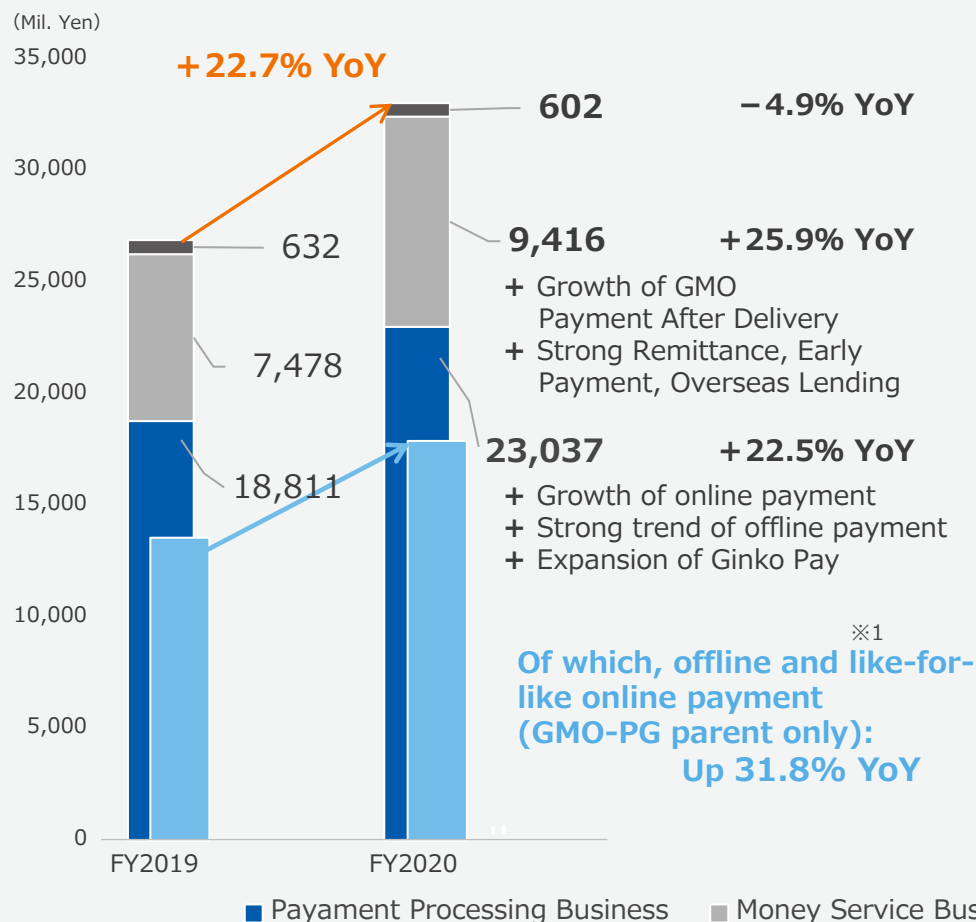 (Mil. Yen)
35,000
30,000
25,000
20,000
15,000
10,000
5,000
0
+22.7% YoY
632
7,478
18,811
602 −4.9% YoY
9,416 +25.9% YoY
+ Growth of GMO
Payment After Delivery
+ Strong Remittance, Early
Payment, Overseas Lending
23,037 +22.5% YoY
+ Growth of online payment
+ Strong trend of offline payment
+ Expansion of Ginko Pay
※1
Of which, offline and like-for-
like online payment
(GMO-PG parent only):
Up 31.8% YoY
FY2019 FY2020
Payament Processing Business Money Service Bus